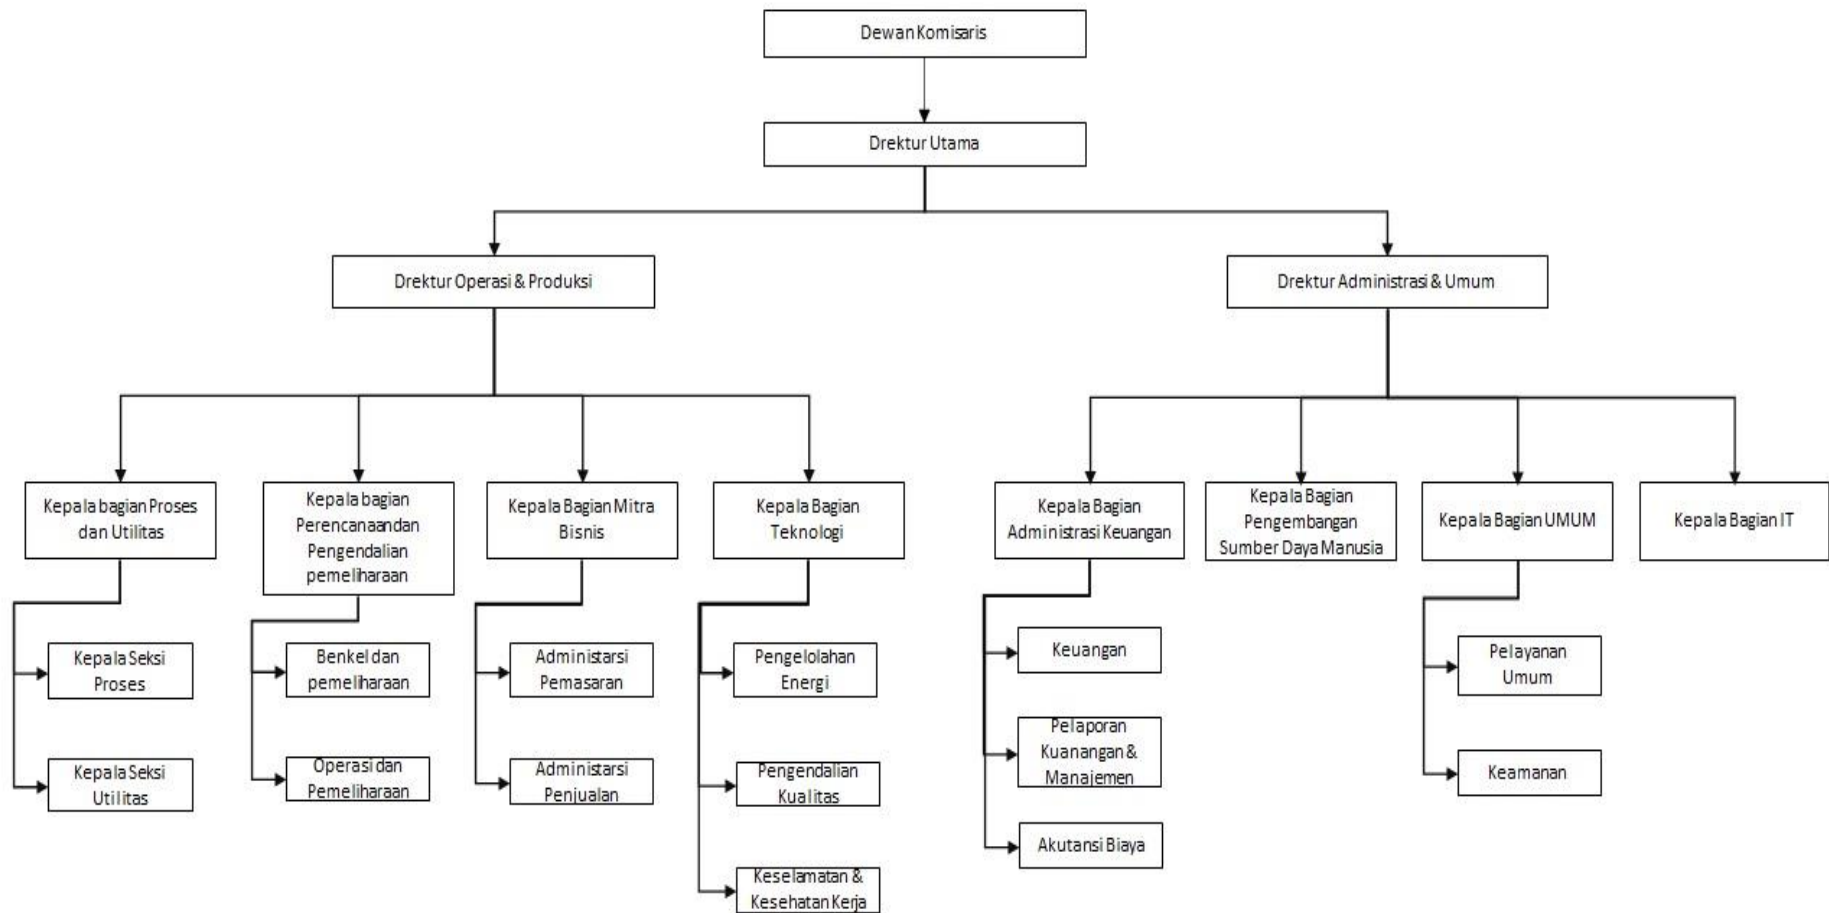 Dewan Komisaris
Drektur Utama
Drektur Operasi & Produksi
Drektur Administrasi & Umum
Kepala bagian Proses
dan Utilitas
Kepala bagian
Perencanaandan
Pengendalian
pemeliharaan
Kepala Bagian Mitra
Bisnis
Kepala Bagian
Teknologi
Kepala Bagian
Administrasi Keuangan
Kepala Bagian
Pengembangan
Sumber Daya Manusia
Kepala Bagian UMUM
Kepala Bagian IT
Kepala Seksi
Proses
Kepala Seksi
Utilitas
Benkel dan
pemeliharaan
Operasi dan
Pemeliharaan
Administarsi
Pemasaran
Administarsi
Penjualan
Pengelolahan
Energi
Pengendalian
Kualitas
Keselamatan &
Kesehatan Kerja
Keuangan
Pelaporan
Kuanangan &
Manajemen
Akutansi Biaya
Pelayanan
Umum
Keamanan